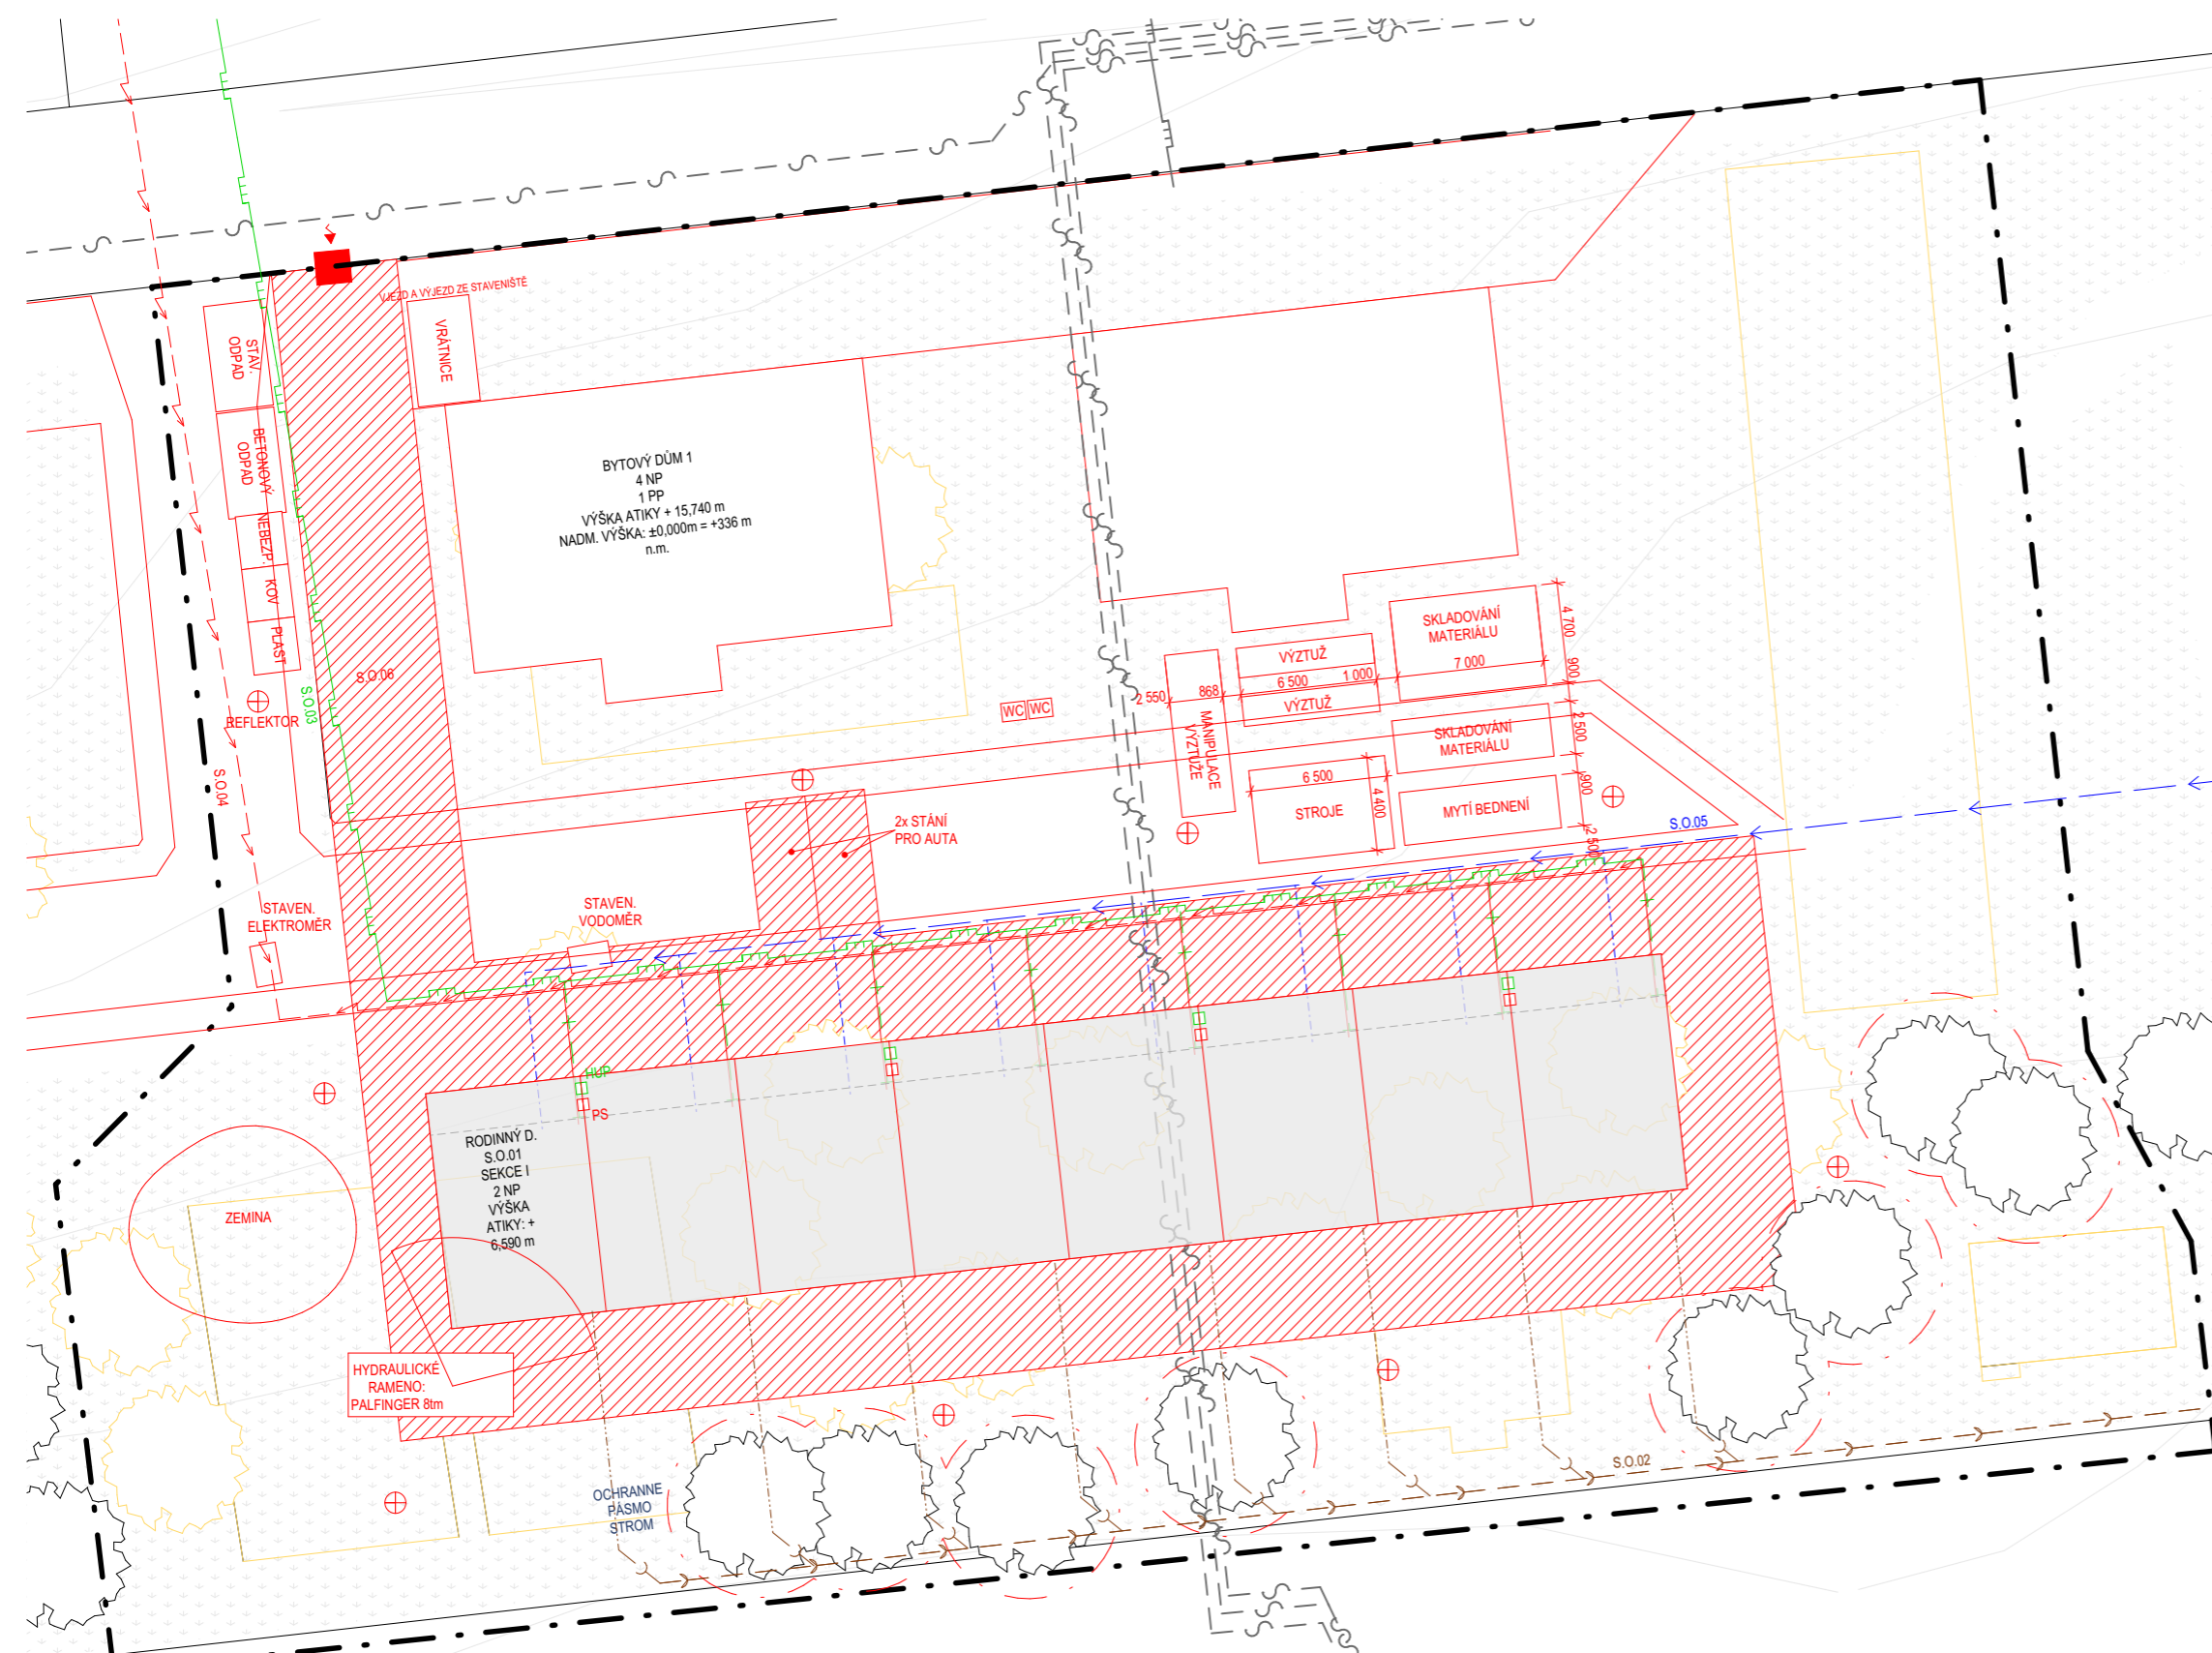 VJEZD A VÝJEZD ZE STAVENIŠTĚ
STAV.
ODPAD
VRÁTNICE
BETONOVÝ
ODPAD
NEBEZP.
KOV
PLAST
BYTOVÝ DŮM 1
4 NP
1 PP
VÝŠKA ATIKY + 15,740 m
NADM. VÝŠKA: ±0,000m = +336 m
n.m.
S.O.06
S.O.03
REFLEKTOR
S.O.04
WC
WC
SKLADOVÁNÍ
MATERIÁLU
7 000
4 700
900
VÝZTUŽ
6 500
1 000
VÝZTUŽ
2 550
868
MANIPULACE
VÝZTUŽE
SKLADOVÁNÍ
MATERIÁLU
2 500
900
6 500
STROJE
4 400
MYTÍ BEDNENÍ
2 500
S.O.05
2x STÁNÍ
PRO AUTA
STAVEN.
ELEKTROMĚR
STAVEN.
VODOMĚR
HUP
PS
RODINNÝ D.
S.O.01
SEKCE I
2 NP
VÝŠKA
ATIKY: +
6,590 m
ZEMINA
HYDRAULICKÉ
RAMENO:
PALFINGER 8tm
OCHRANNE
PÁSMO
STROM
S.O.02